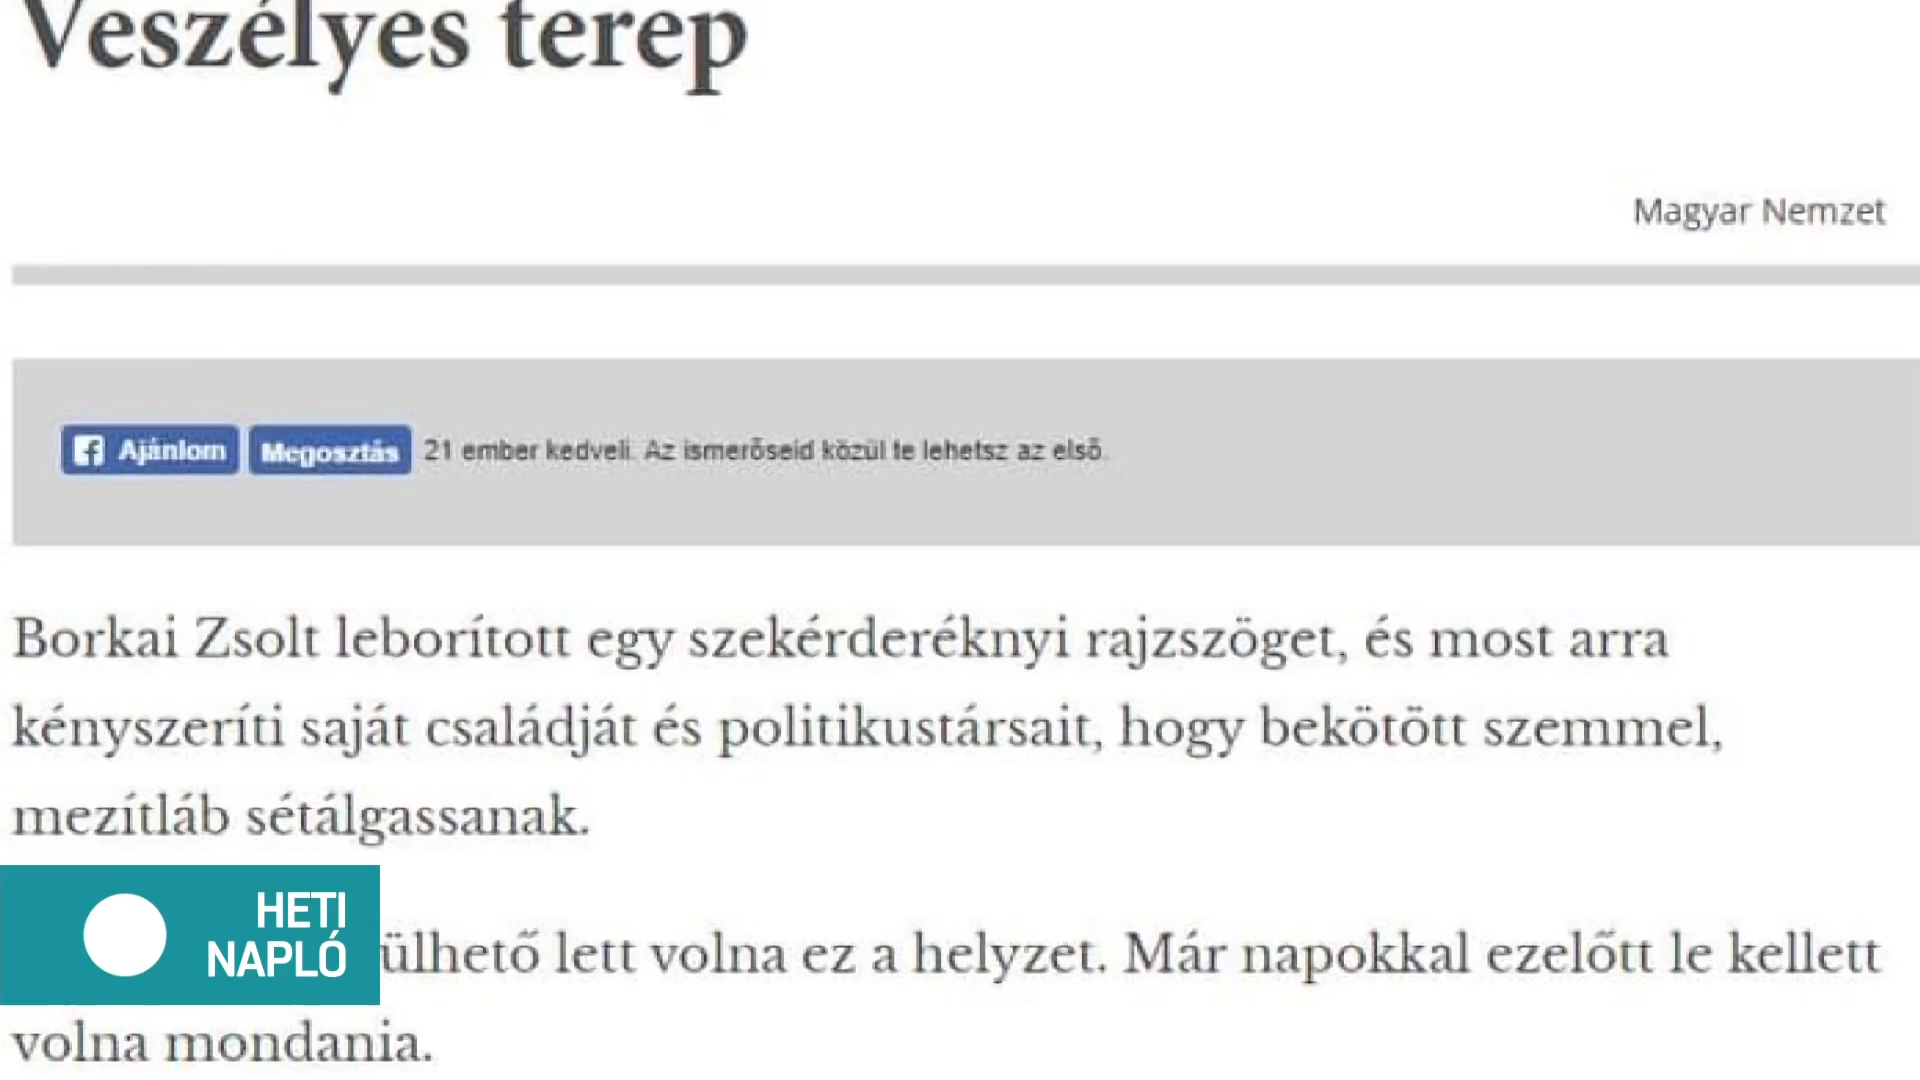 Veszélyes terep
Magyar Nemzet
Ajánlom Megosztás 21 ember kedveli. Az ismerőseid közül te lehetsz az első.
Borkai Zsolt leborított egy szekérderéknyi rajzszöget, és most arra
kényszeríti saját családját és politikustársait, hogy bekötött szemmel,
mezítláb sétálgassanak.
HETI
NAPLÓ
ülhető lett volna ez a helyzet. Már napokkal ezelőtt le kellett
volna mondania.